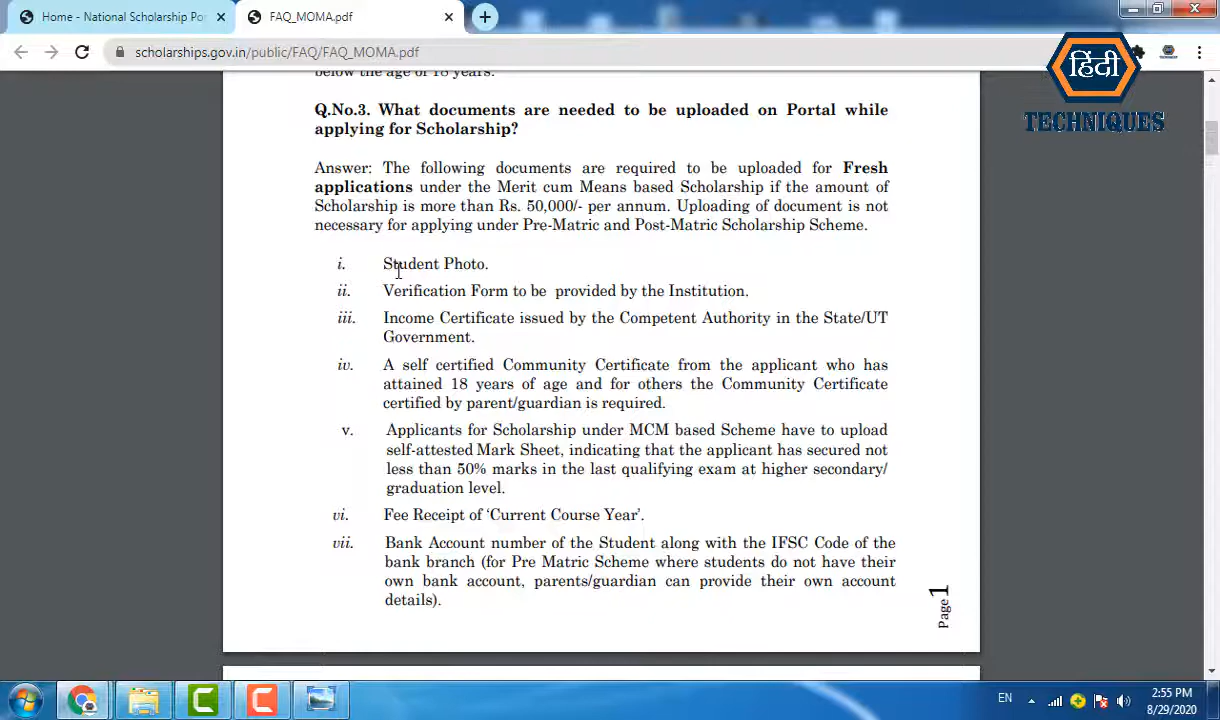 Home - National Scholarship Po
FAQ_MOMA.pdf
scholarships.gov.in/public/FAQ/FAQ_MOMA.pdf
हिंदी
TECHNIQUES
below the age of 18 years.
Q.No.3. What documents are needed to be uploaded on Portal while
applying for Scholarship?
Answer: The following documents are required to be uploaded for Fresh
applications under the Merit cum Means based Scholarship if the amount of
Scholarship is more than Rs. 50,000/- per annum. Uploading of document is not
necessary for applying under Pre-Matric and Post-Matric Scholarship Scheme.
i. Student Photo.
ii. Verification Form to be provided by the Institution.
iii. Income Certificate issued by the Competent Authority in the State/UT
Government.
iv. A self certified Community Certificate from the applicant who has
attained 18 years of age and for others the Community Certificate
certified by parent/guardian is required.
v. Applicants for Scholarship under MCM based Scheme have to upload
self-attested Mark Sheet, indicating that the applicant has secured not
less than 50% marks in the last qualifying exam at higher secondary/
graduation level.
vi. Fee Receipt of ‘Current Course Year’.
vii. Bank Account number of the Student along with the IFSC Code of the
bank branch (for Pre Matric Scheme where students do not have their
own bank account, parents/guardian can provide their own account
details).
Page 1
EN
2:55 PM
8/29/2020